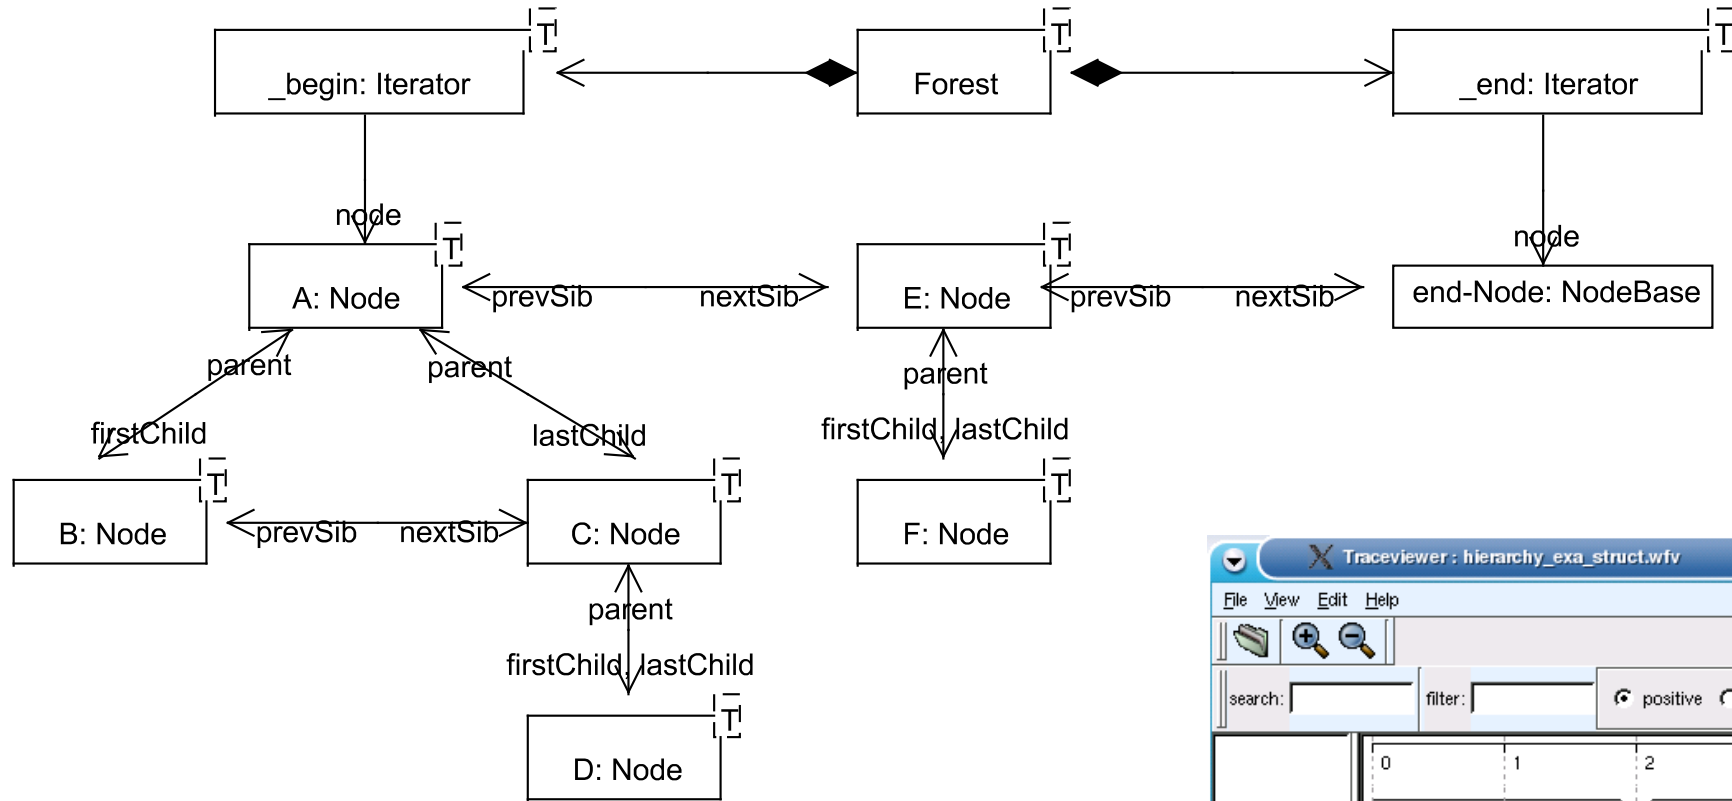 T T T
_begin: Iterator Forest _end: Iterator
node node
T T
A: Node prevSib nextSib E: Node prevSib nextSib end-Node: NodeBase
parent parent parent
firstChild lastChild firstChild, lastChild
T T T
B: Node prevSib nextSib C: Node F: Node
parent
firstChild, lastChild
T
D: Node
Traceviewer : hierarchy_exa_struct.wfv
File View Edit Help
search: filter: positive
0 1 2